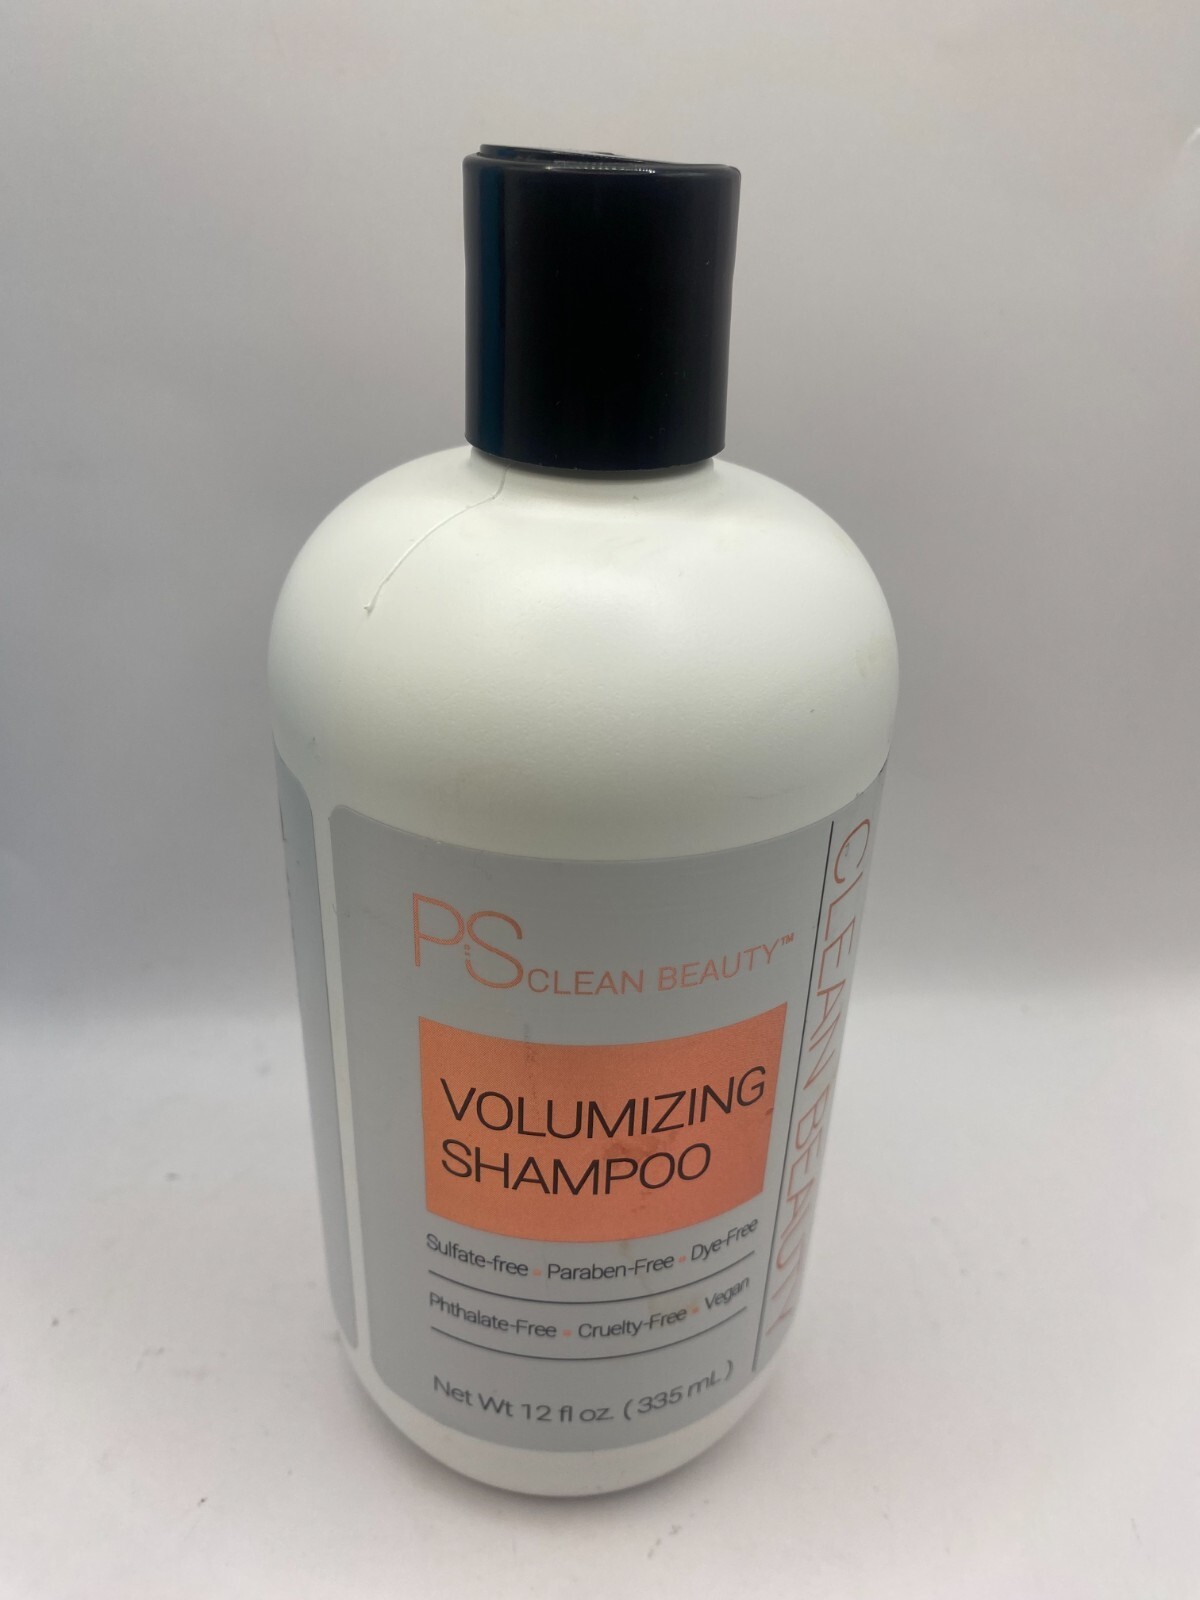 PS CLEAN BEAUTY™
VOLUMIZING
SHAMPOO
Sulfate-free • Paraben-Free • Dye-Free
Phthalate-Free • Cruelty-Free • Vegan
Net Wt 12 fl oz. (335 mL)
CLEAN BEAUTY